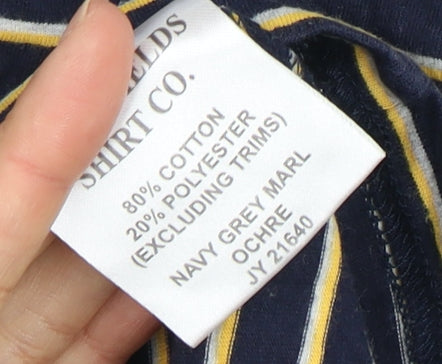 SHIRT CO.
80% COTTON
20% POLYESTER
(EXCLUDING TRIMS)
NAVY GREY MARL
OCHRE
JY 21640